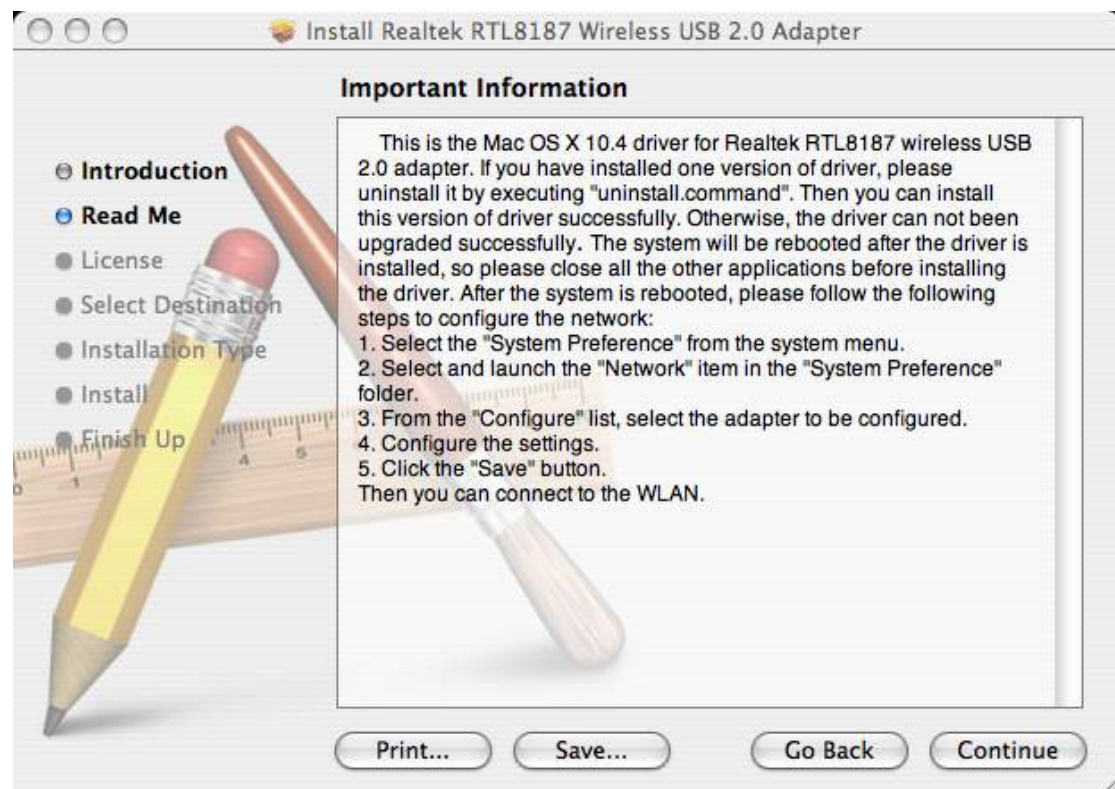 Install Realtek RTL8187 Wireless USB 2.0 Adapter
Important Information
Introduction
Read Me
License
Select Destination
Installation Type
Install
Finish Up
This is the Mac OS X 10.4 driver for Realtek RTL8187 wireless USB
2.0 adapter. If you have installed one version of driver, please
uninstall it by executing "uninstall.command". Then you can install
this version of driver successfully. Otherwise, the driver can not been
upgraded successfully. The system will be rebooted after the driver is
installed, so please close all the other applications before installing
the driver. After the system is rebooted, please follow the following
steps to configure the network:
1. Select the "System Preference" from the system menu.
2. Select and launch the "Network" item in the "System Preference"
folder.
3. From the "Configure" list, select the adapter to be configured.
4. Configure the settings.
5. Click the "Save" button.
Then you can connect to the WLAN.
0 1 4 5
Print... Save... Go Back Continue